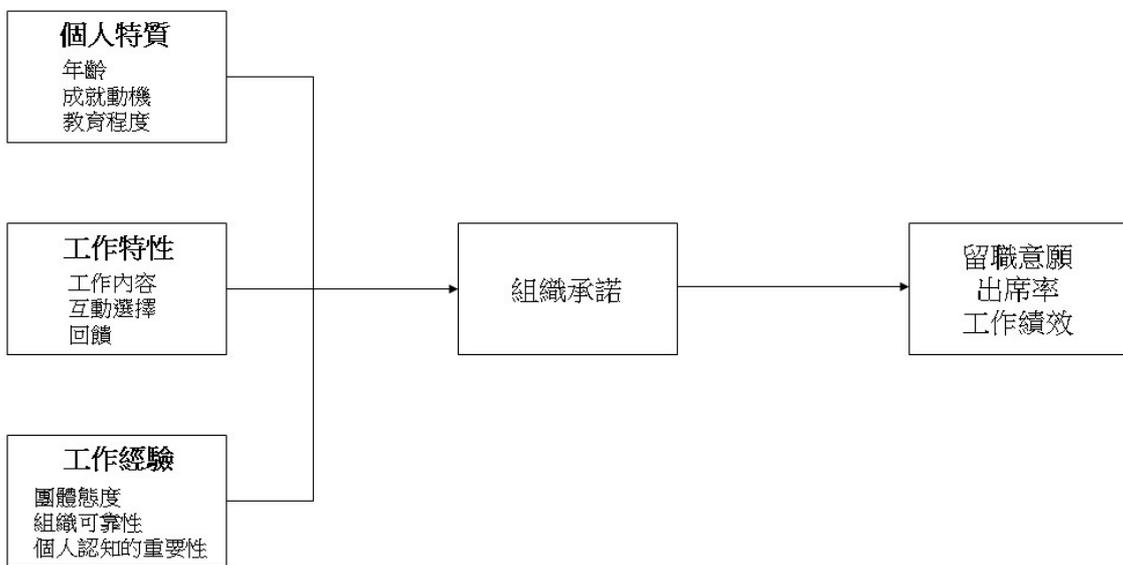 個人特質
年齡
成就動機
教育程度
工作特性
工作內容
互動選擇
回饋
工作經驗
團體態度
組織可靠性
個人認知的重要性
組織承諾
留職意願
出席率
工作績效